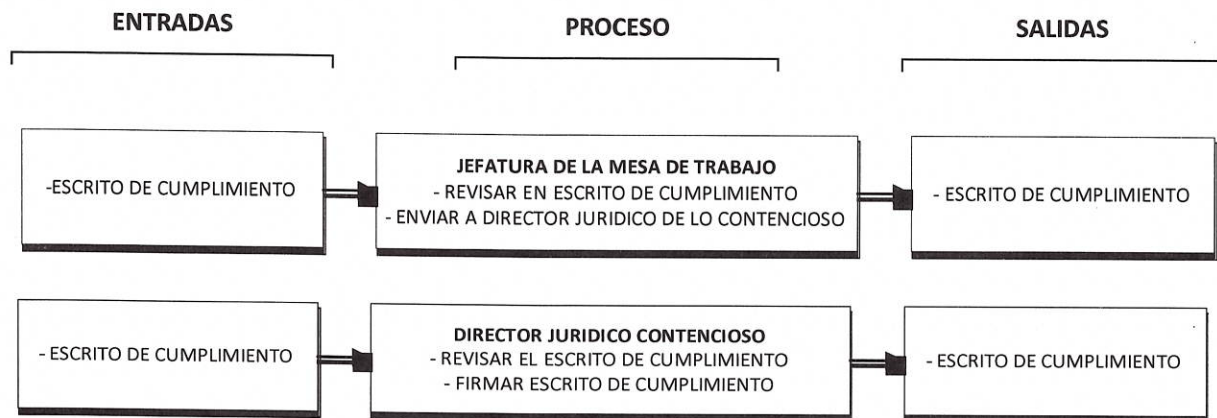 ENTRADAS
PROCESO
SALIDAS
-ESCRITO DE CUMPLIMIENTO
JEFATURA DE LA MESA DE TRABAJO
- REVISAR EN ESCRITO DE CUMPLIMIENTO
- ENVIAR A DIRECTOR JURIDICO DE LO CONTENCIOSO
- ESCRITO DE CUMPLIMIENTO
- ESCRITO DE CUMPLIMIENTO
DIRECTOR JURIDICO CONTENCIOSO
- REVISAR EL ESCRITO DE CUMPLIMIENTO
- FIRMAR ESCRITO DE CUMPLIMIENTO
- ESCRITO DE CUMPLIMIENTO